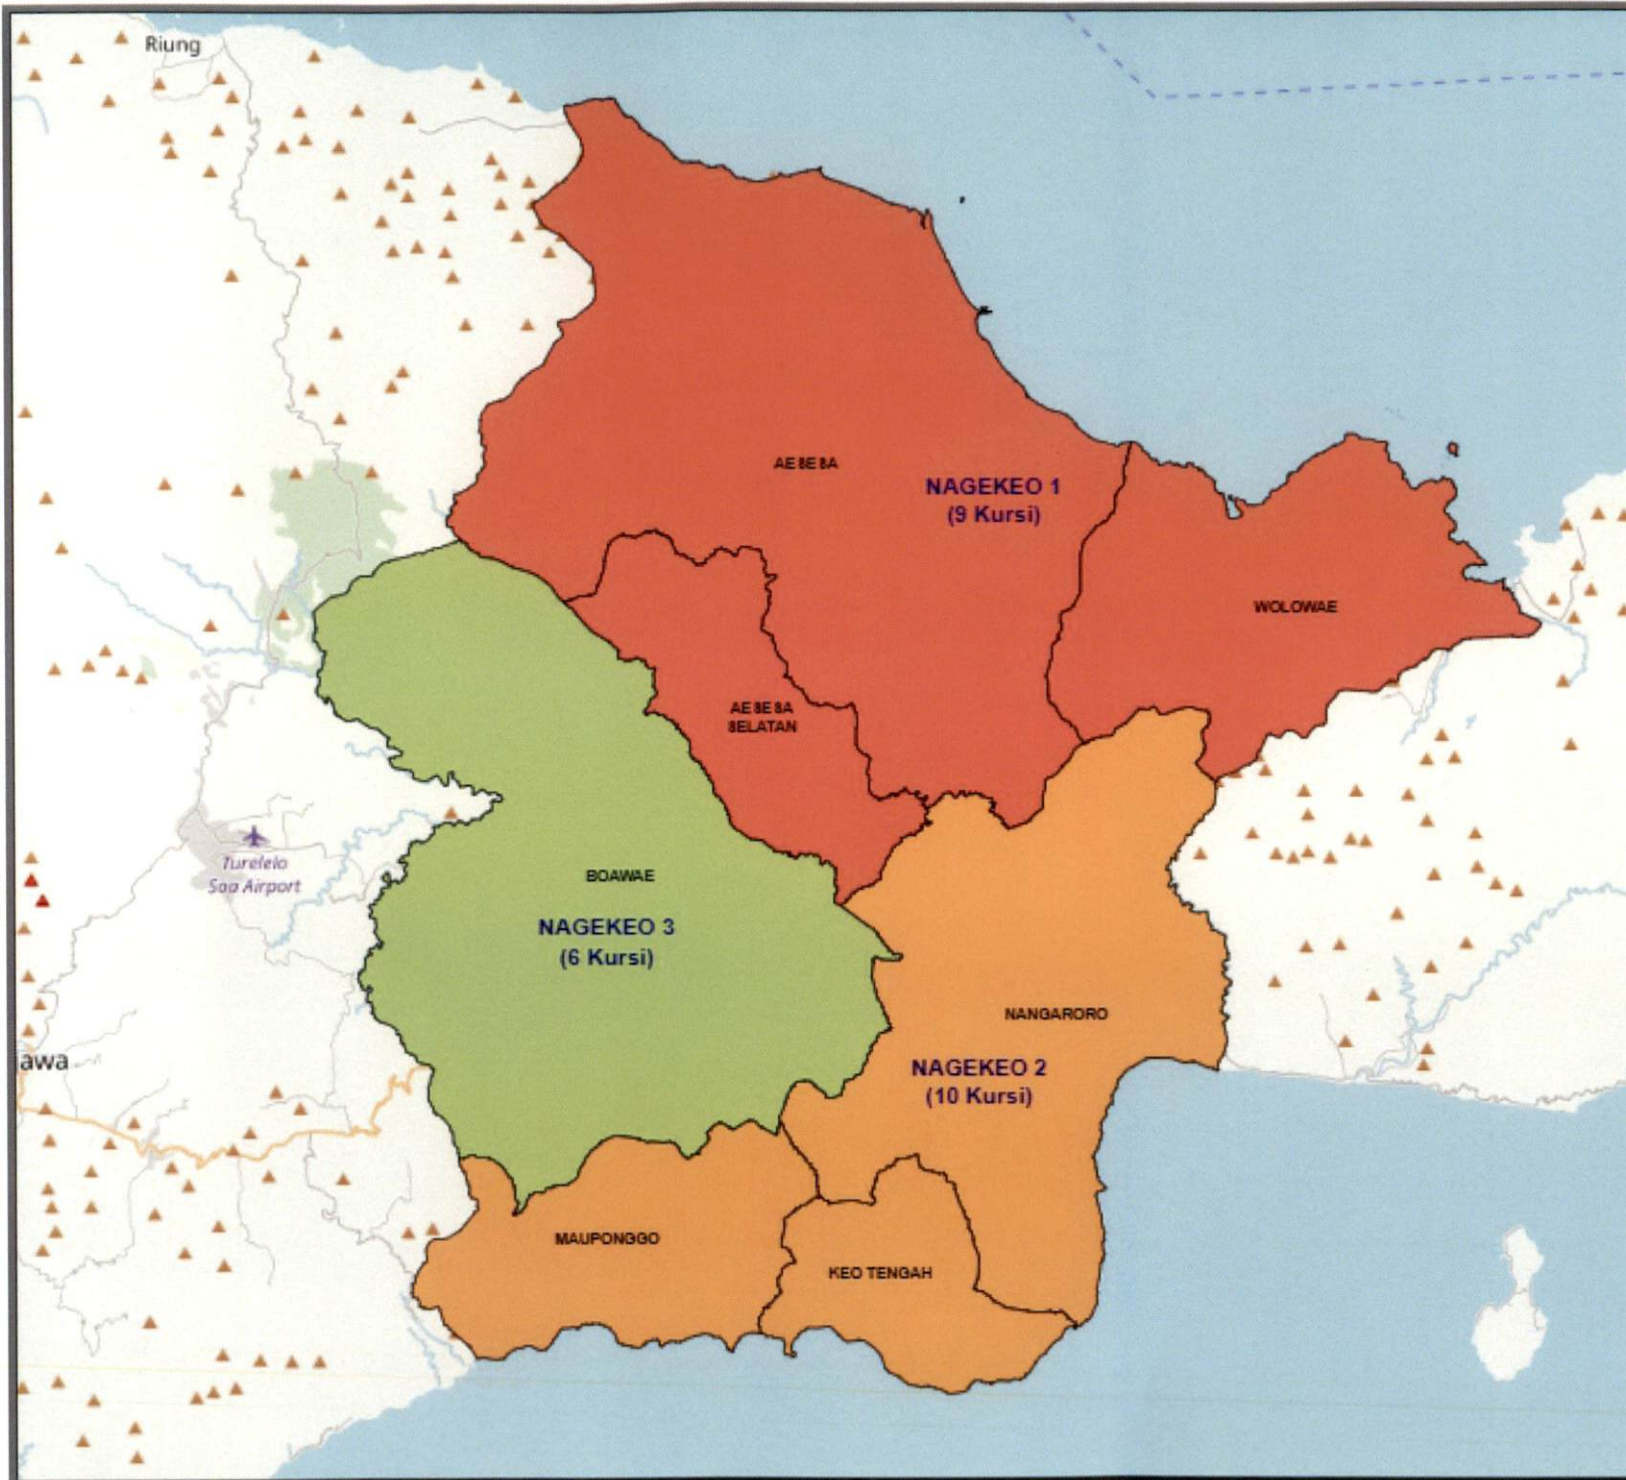 Riung
AESESA
NAGEKEO 1
(9 Kursi)
WOLOWAE
AESESA
SELATAN
Turelelo
Soa Airport
BOAWAE
NAGEKEO 3
(6 Kursi)
NANGARORO
awa
NAGEKEO 2
(10 Kursi)
MAUPONGGO
KEO TENGAH